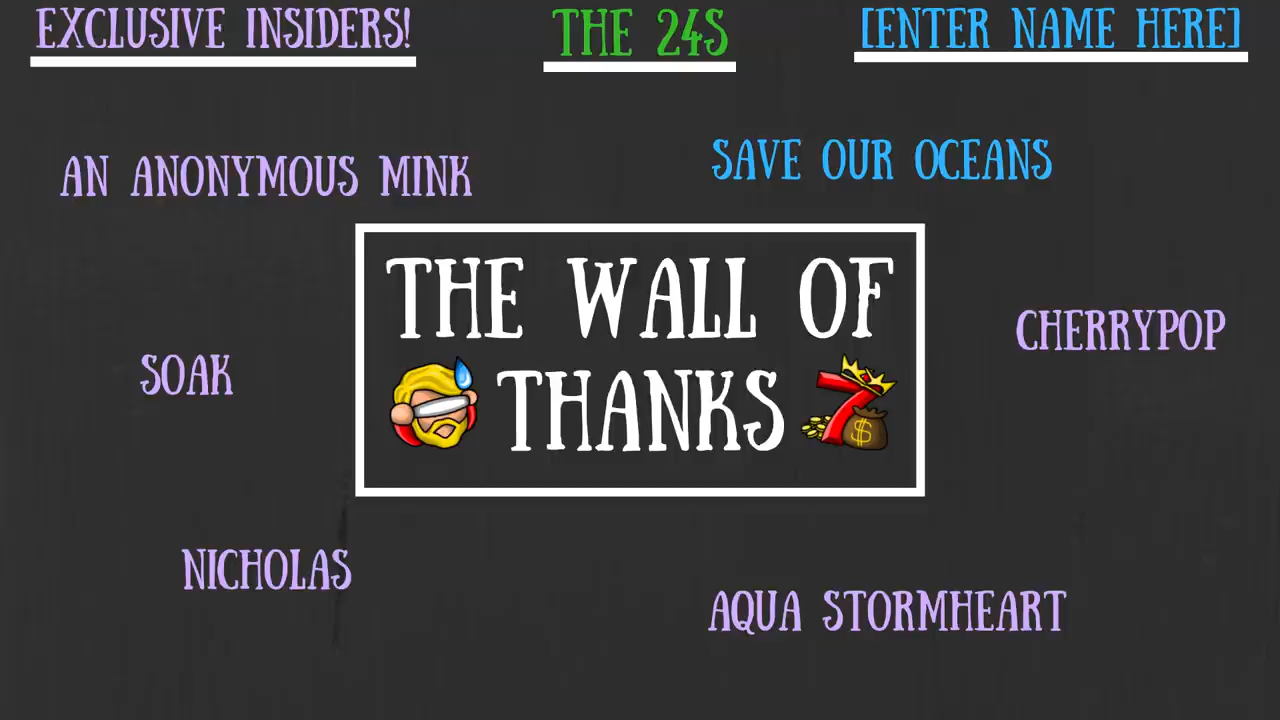 EXCLUSIVE INSIDERS!
THE 24S
[ENTER NAME HERE]
AN ANONYMOUS MINK
SAVE OUR OCEANS
THE WALL OF
THANKS
$
CHERRYPOP
SOAK
NICHOLAS
AQUA STORMHEART